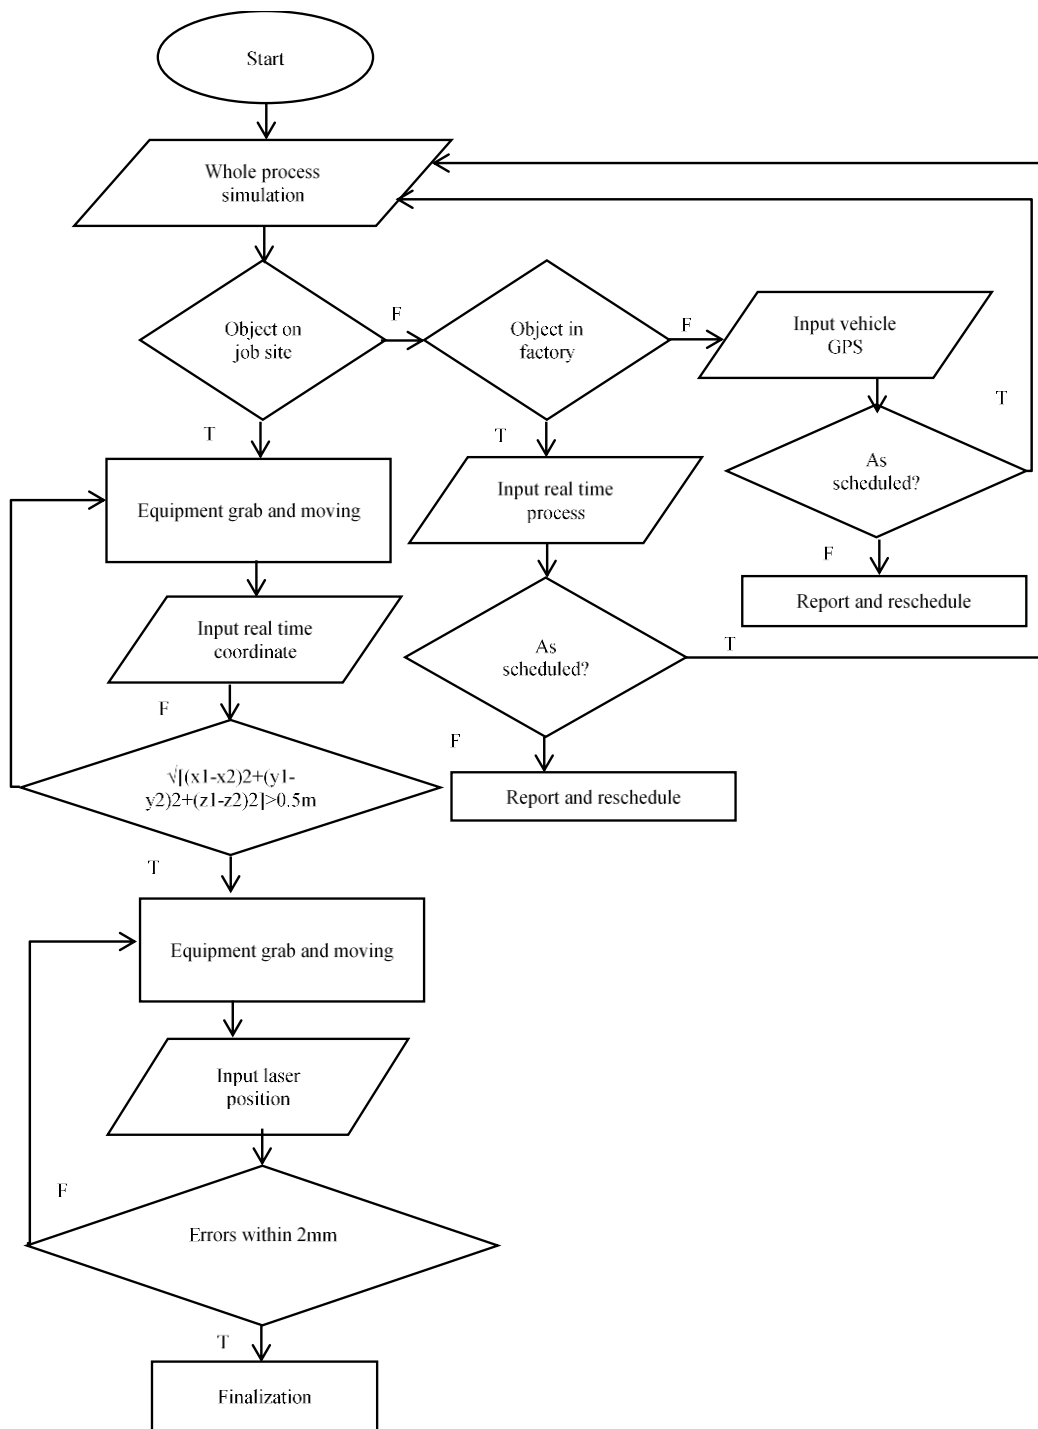 Start
Whole process
simulation
Object on
job site
F
Object in
factory
F
Input vehicle
GPS
T
T
T
As
scheduled?
Equipment grab and moving
Input real time
process
F
Report and reschedule
Input real time
coordinate
As
scheduled?
T
F
F
√[(x1-x2)2+(y1-
y2)2+(z1-z2)2]>0.5m
Report and reschedule
T
Equipment grab and moving
Input laser
position
F
Errors within 2mm
T
Finalization